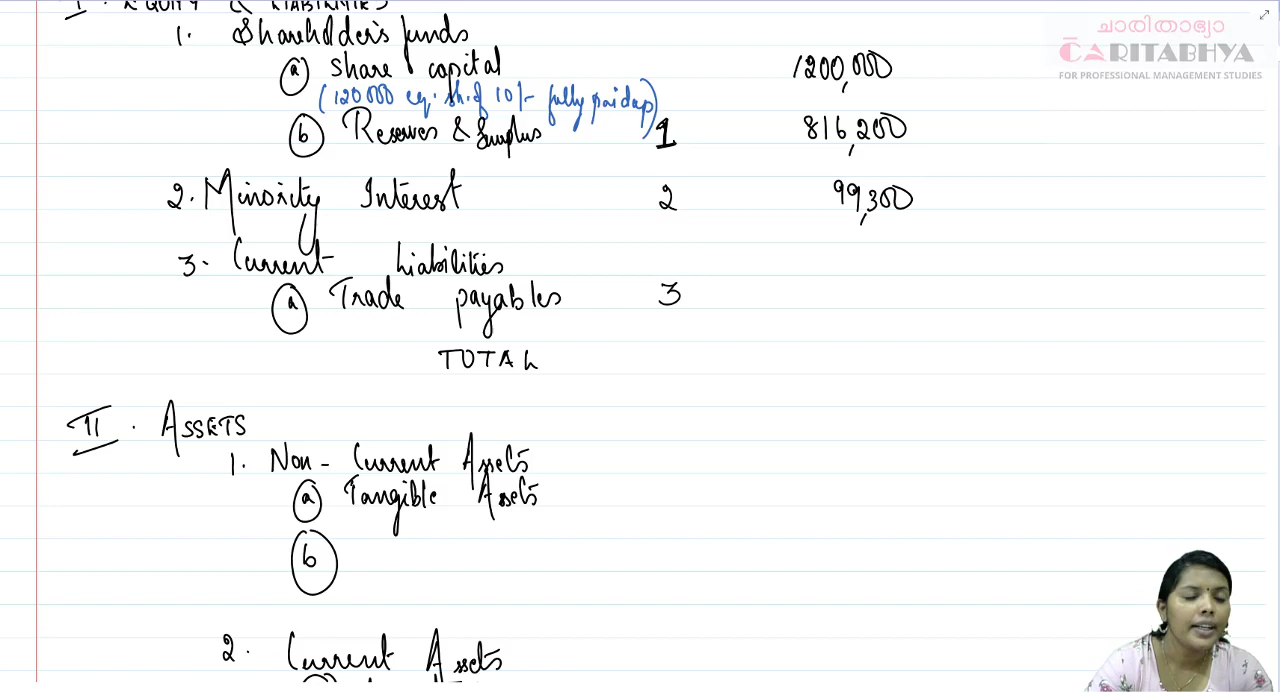 I. EQUITY & LIABILITIES
ചാരിതാഭ്യാ
CARITABHYA
FOR PROFESSIONAL MANAGEMENT STUDIES
1. Shareholder's funds
(a) Share capital 1200,000
(120000 eq. sh. of 10/- fully paid up)
(b) Reserves & Surplus 1 816,200
2. Minority Interest 2 99,300
3. Current Liabilities
(a) Trade payables 3
TOTAL
II. ASSETS
1. Non-Current Assets
(a) Tangible Assets
(b)
2. Current Assets